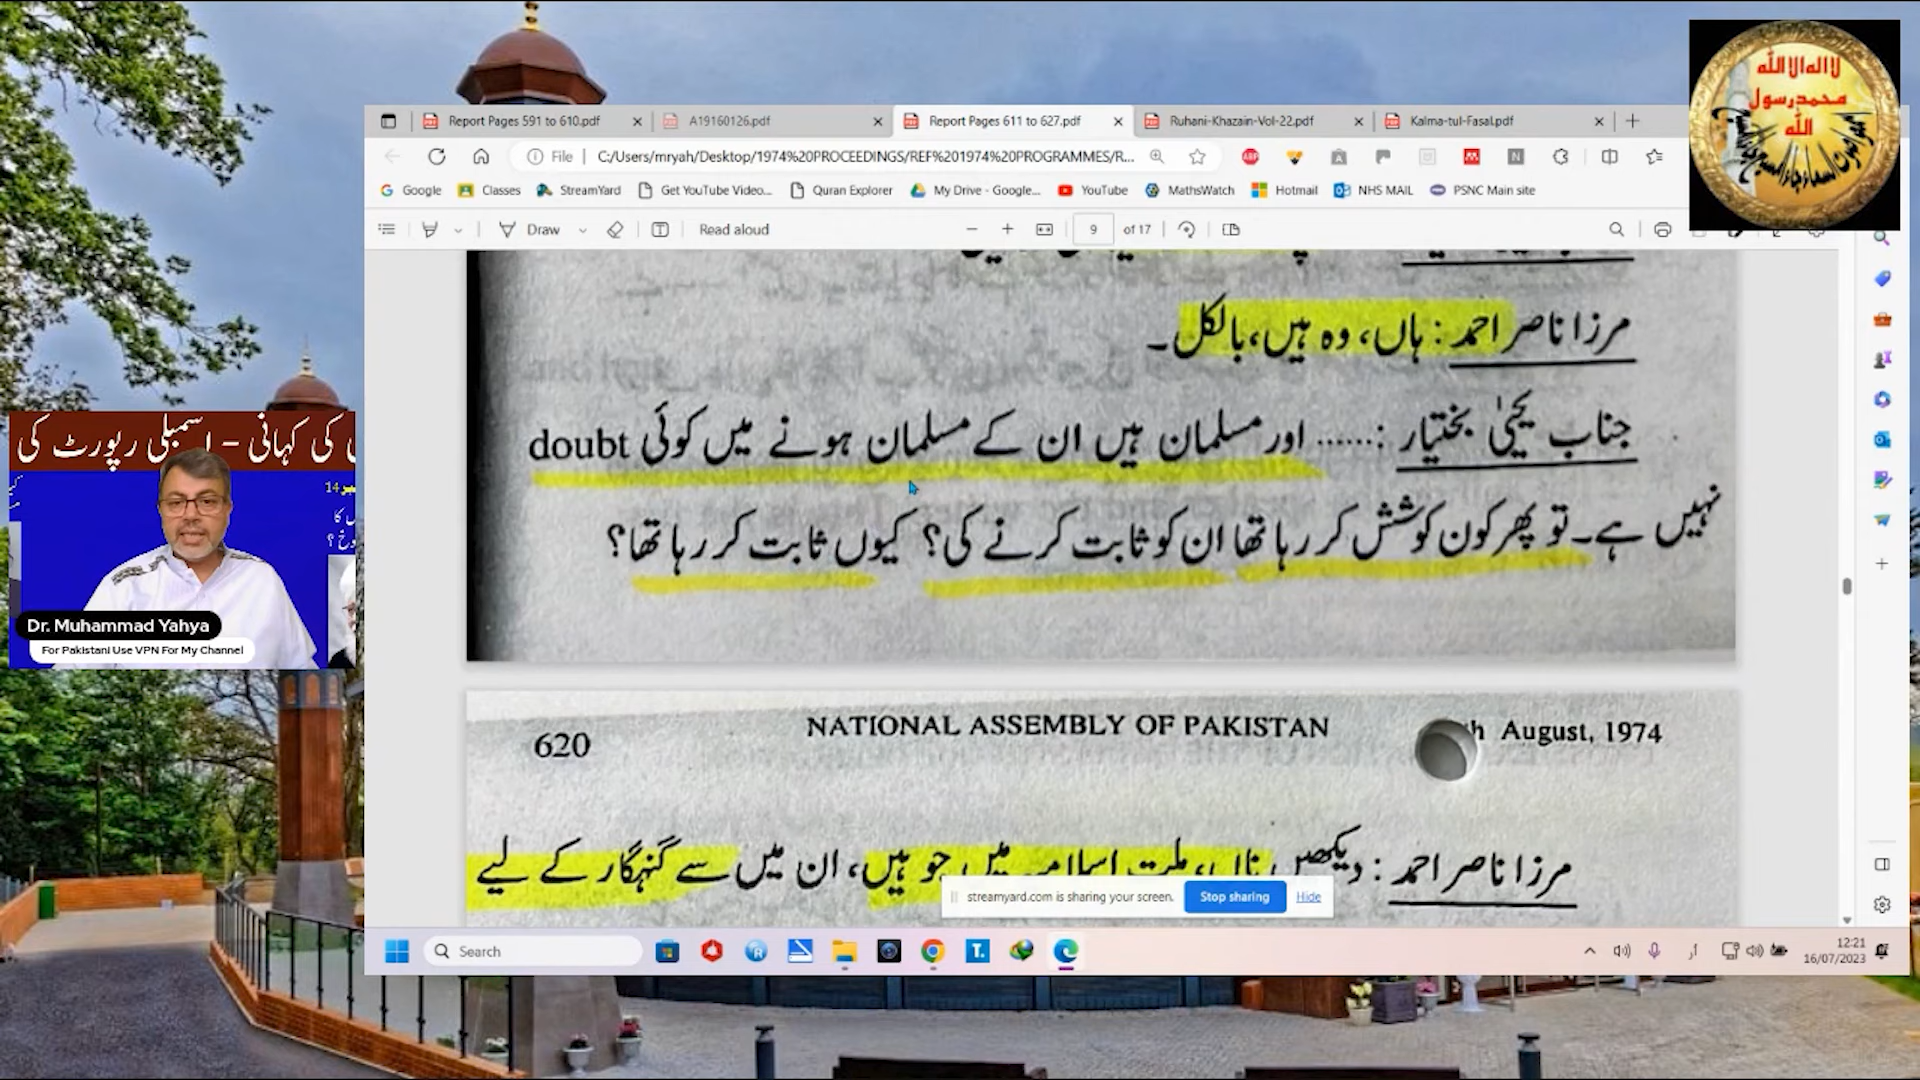 Report Pages 591 to 610.pdf
A19160126.pdf
Report Pages 611 to 627.pdf
Ruhani-Khazain-Vol-22.pdf
Kalma-tul-Fasal.pdf
File
C:/Users/mryah/Desktop/1974%20PROCEEDINGS/REF%201974%20PROGRAMMES/R...
Google
Classes
StreamYard
Get YouTube Video...
Quran Explorer
My Drive - Google...
YouTube
MathsWatch
Hotmail
NHS MAIL
PSNC Main site
Draw
Read aloud
9
of 17
لا اله الا الله
محمد رسول
الله
مرزا ناصر احمد: ہاں، وہ ہیں، بالکل۔
جناب یحییٰ بختیار: ...... اور مسلمان ہیں ان کے مسلمان ہونے میں کوئی doubt
نہیں ہے۔ تو پھر کون کوشش کر رہا تھا ان کو ثابت کرنے کی؟ کیوں ثابت کر رہا تھا؟
620
NATIONAL ASSEMBLY OF PAKISTAN
h August, 1974
مرزا ناصر احمد: دیکھیں ناں، ملت اسلامیہ میں جو ہیں، ان میں سے گنہگار کے لیے
کی کہانی - اسمبلی رپورٹ کی
Dr. Muhammad Yahya
For Pakistani Use VPN For My Channel
streamyard.com is sharing your screen.
Stop sharing
Hide
Search
12:21
16/07/2023